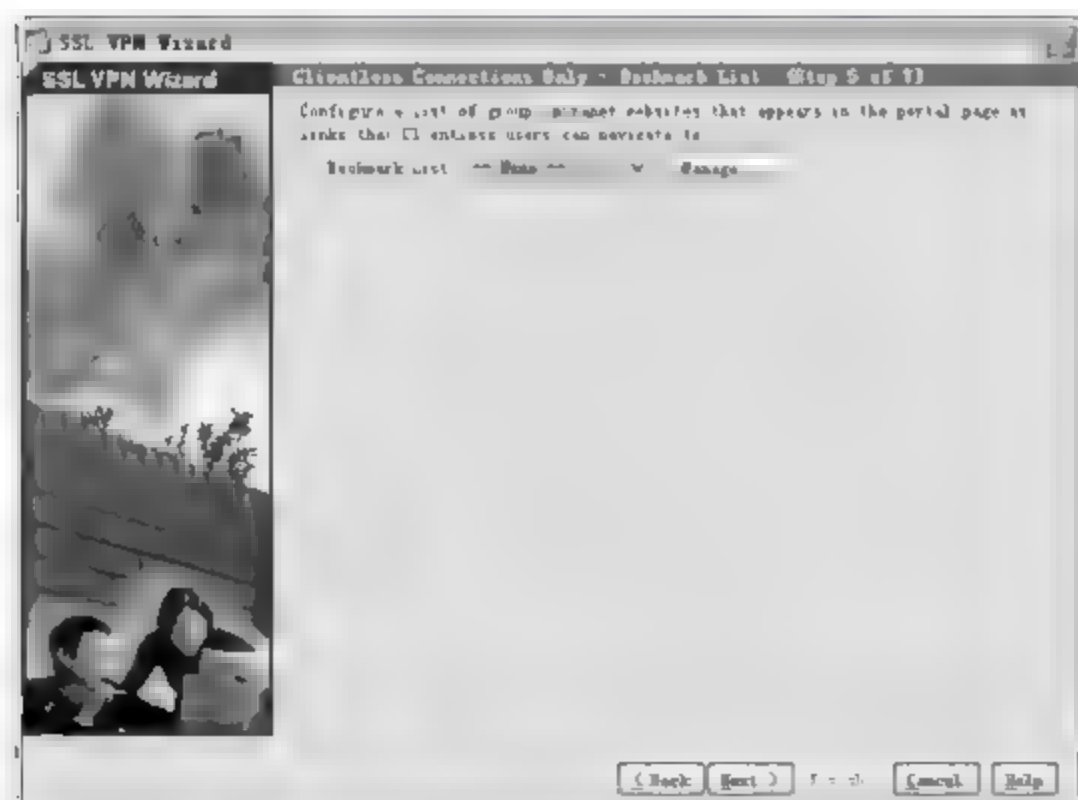 SSL VPN Wizard
SSL VPN Wizard
Clientless Connections Only - Bookmark List (Step 5 of
Configure a list of group intranet websites that appears in the portal page as
links that Clientless users can navigate to
Bookmark List -- None -- Manage
< Back Next > Finish Cancel Help